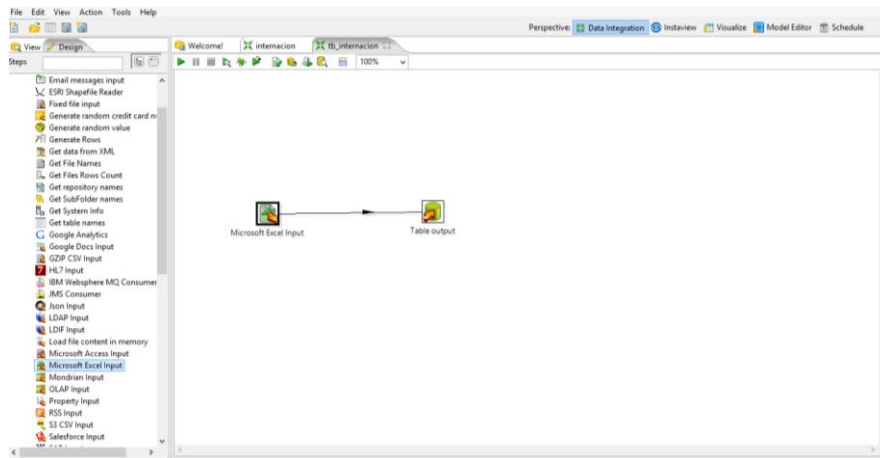 File Edit View Action Tools Help
Perspective: Data Integration Instaview Visualize Model Editor Schedule
View Design
Welcome! internacion tb_internacion
Steps
100%
Email messages input
ESRI Shapefile Reader
Fixed file input
Generate random credit card n
Generate random value
Generate Rows
Get data from XML
Get File Names
Get Files Rows Count
Get repository names
Get SubFolder names
Get System Info
Get table names
Google Analytics
Google Docs Input
GZIP CSV Input
HL7 Input
IBM Websphere MQ Consumer
JMS Consumer
Json Input
LDAP Input
LDIF Input
Load file content in memory
Microsoft Access Input
Microsoft Excel Input
Mondrian Input
OLAP Input
Property Input
RSS Input
S3 CSV Input
Salesforce Input
Microsoft Excel Input
Table output